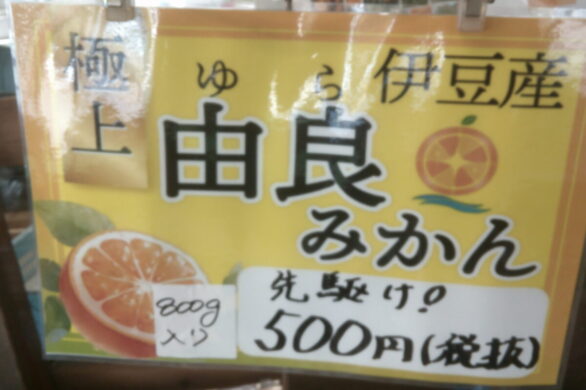 極上
伊豆産
ゆら
由良
みかん
先駆け!
800g
入り
500円(税抜)